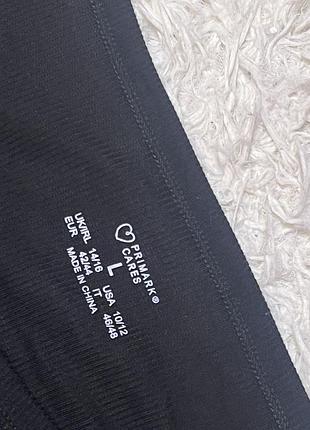 PRIMARK®
CARES
L
UK/IRL 14/16 USA 10/12
EUR 42/44 IT 46/48
MADE IN CHINA